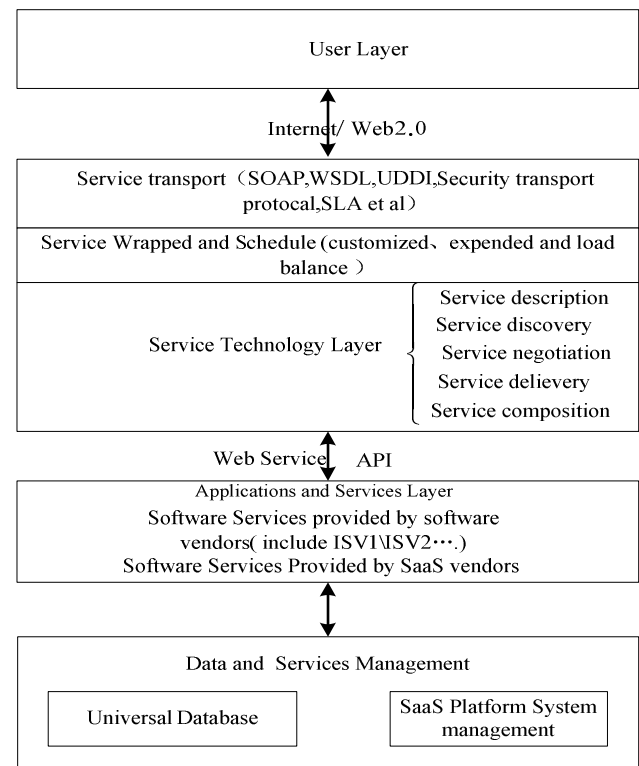 User Layer
Internet/ Web2.0
Service transport（SOAP,WSDL,UDDI,Security transport
protocal,SLA et al）
Service Wrapped and Schedule (customized、expended and load
balance）
Service Technology Layer
Service description
Service discovery
Service negotiation
Service delievery
Service composition
Web Service API
Applications and Services Layer
Software Services provided by software
vendors( include ISV1\ISV2….)
Software Services Provided by SaaS vendors
Data and Services Management
Universal Database
SaaS Platform System
management